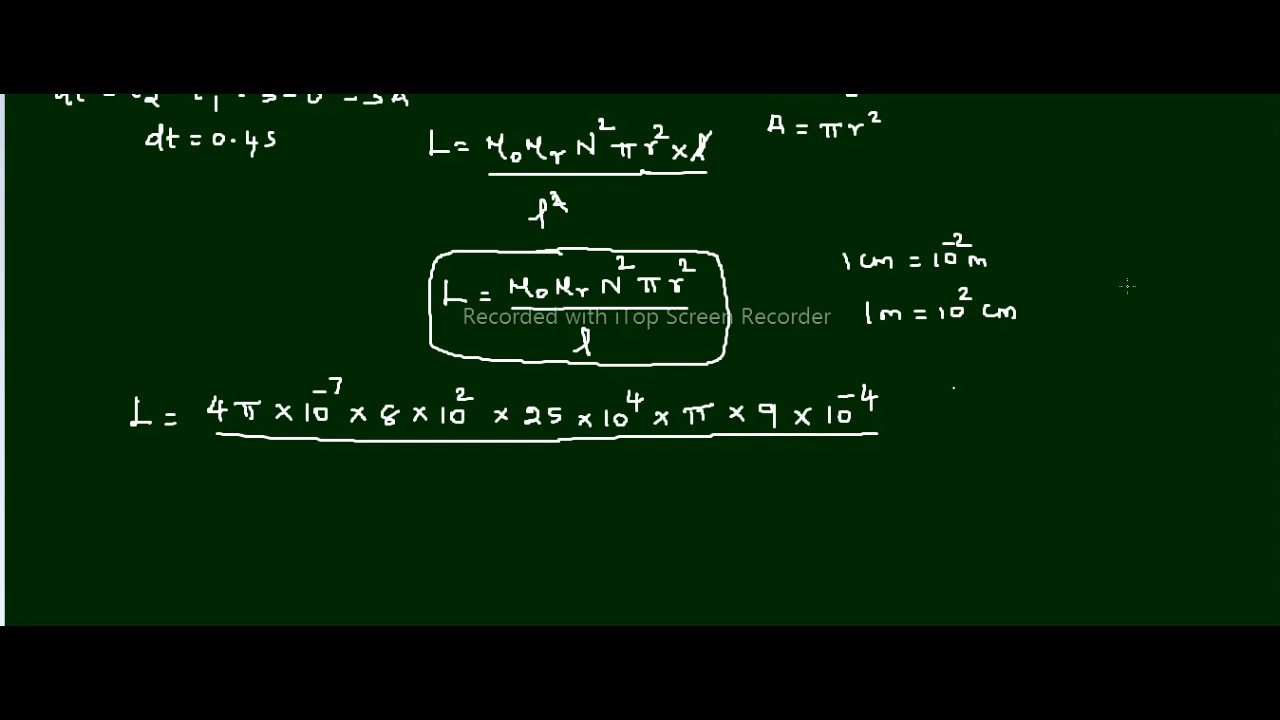 dt = 0.4s
A = πr²
L = μ₀μᵣN²πr² × l
l²
1 cm = 10⁻² m
L = μ₀μᵣN²πr²
1 m = 10² cm
Recorded with iTop Screen Recorder
l
L = 4π × 10⁻⁷ × 8 × 10² × 25 × 10⁴ × π × 9 × 10⁻⁴